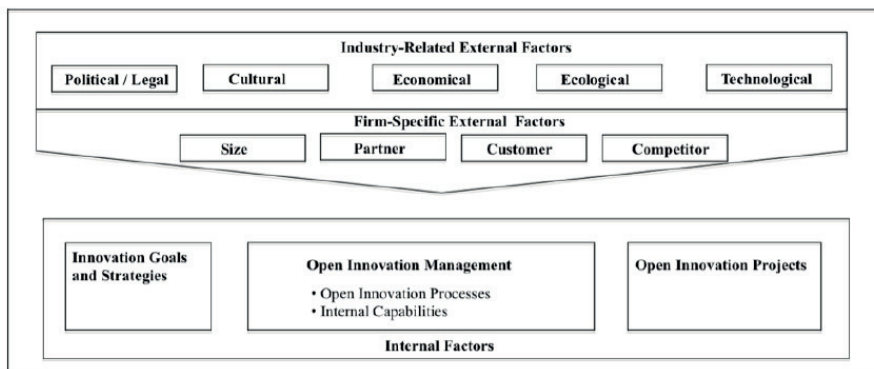 Industry-Related External Factors
Political / Legal
Cultural
Economical
Ecological
Technological
Firm-Specific External Factors
Size
Partner
Customer
Competitor
Innovation Goals
and Strategies
Open Innovation Management
• Open Innovation Processes
• Internal Capabilities
Open Innovation Projects
Internal Factors